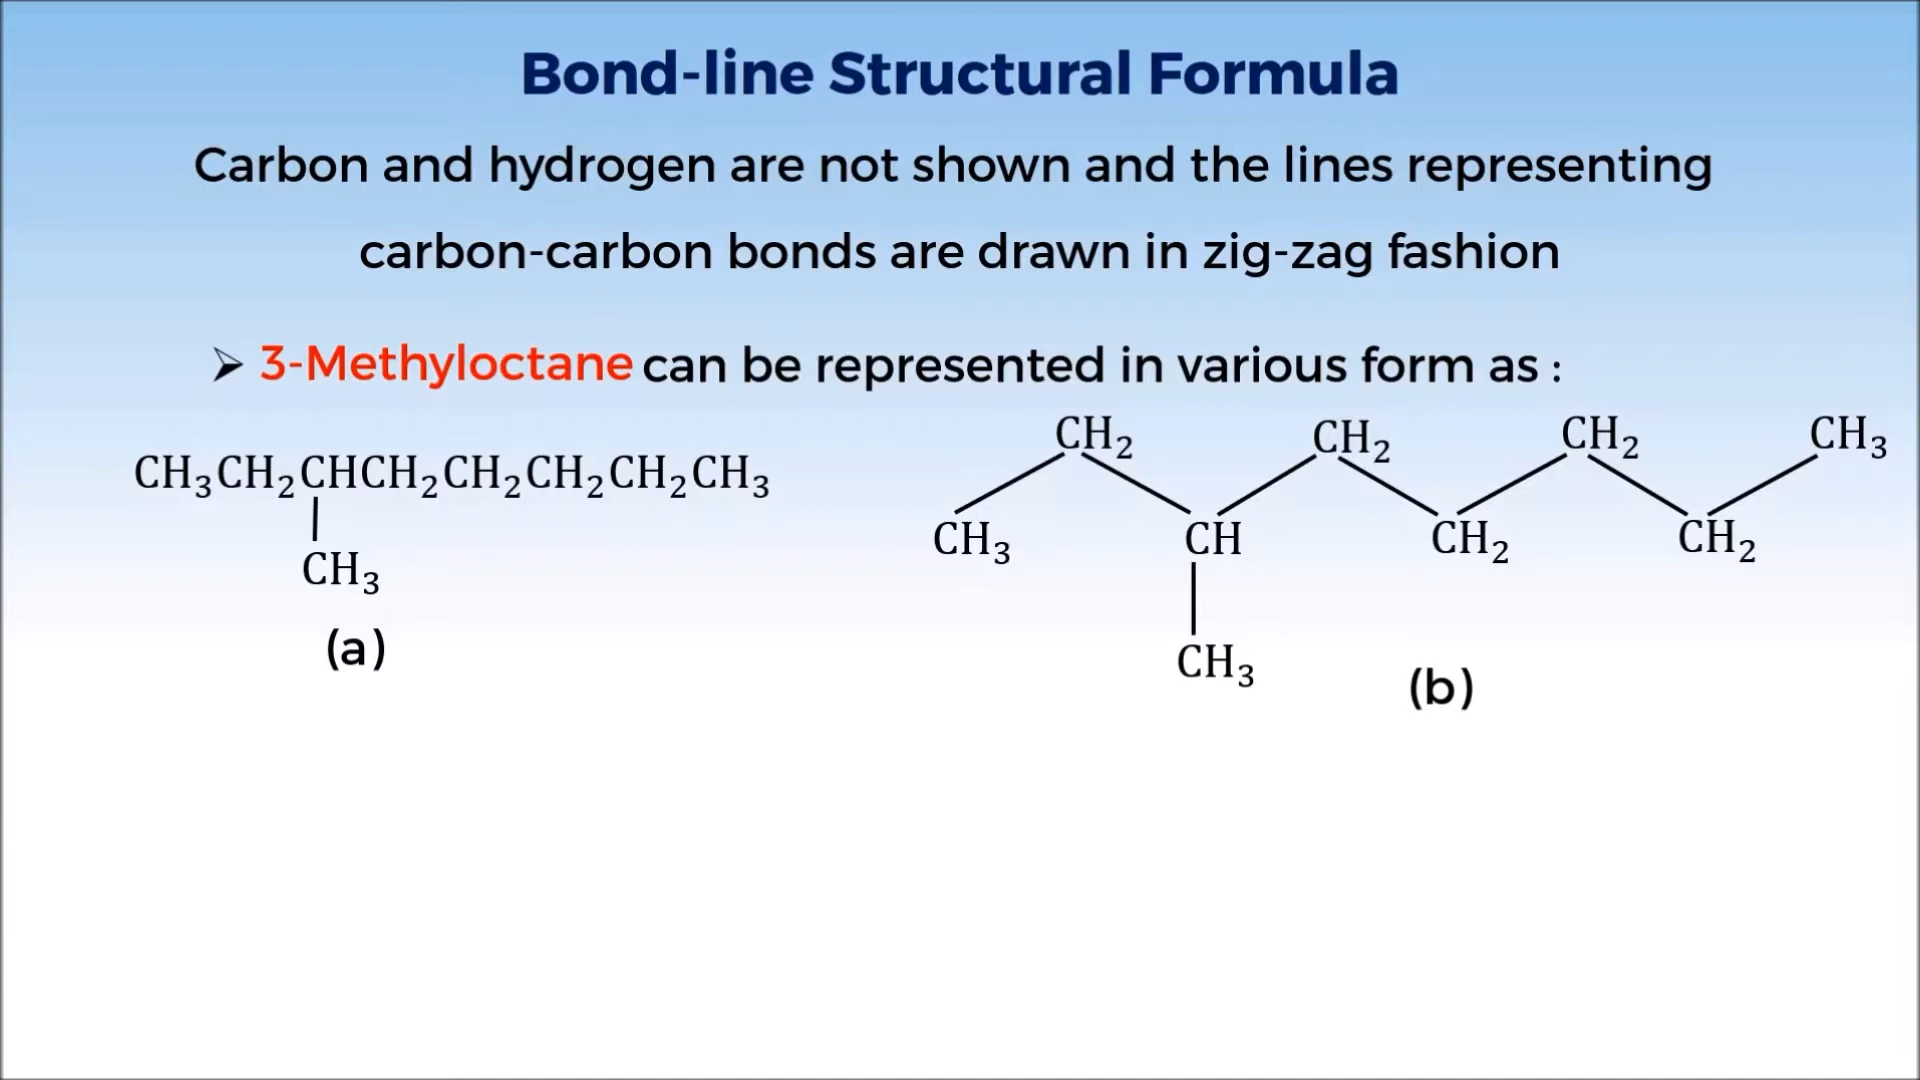 Bond-line Structural Formula
Carbon and hydrogen are not shown and the lines representing
carbon-carbon bonds are drawn in zig-zag fashion
➢ 3-Methyloctane can be represented in various form as :
CH₃CH₂CHCH₂CH₂CH₂CH₂CH₃
CH₃
(a)
CH₂ CH₂ CH₂ CH₃
CH₃ CH CH₂ CH₂
CH₃
(b)